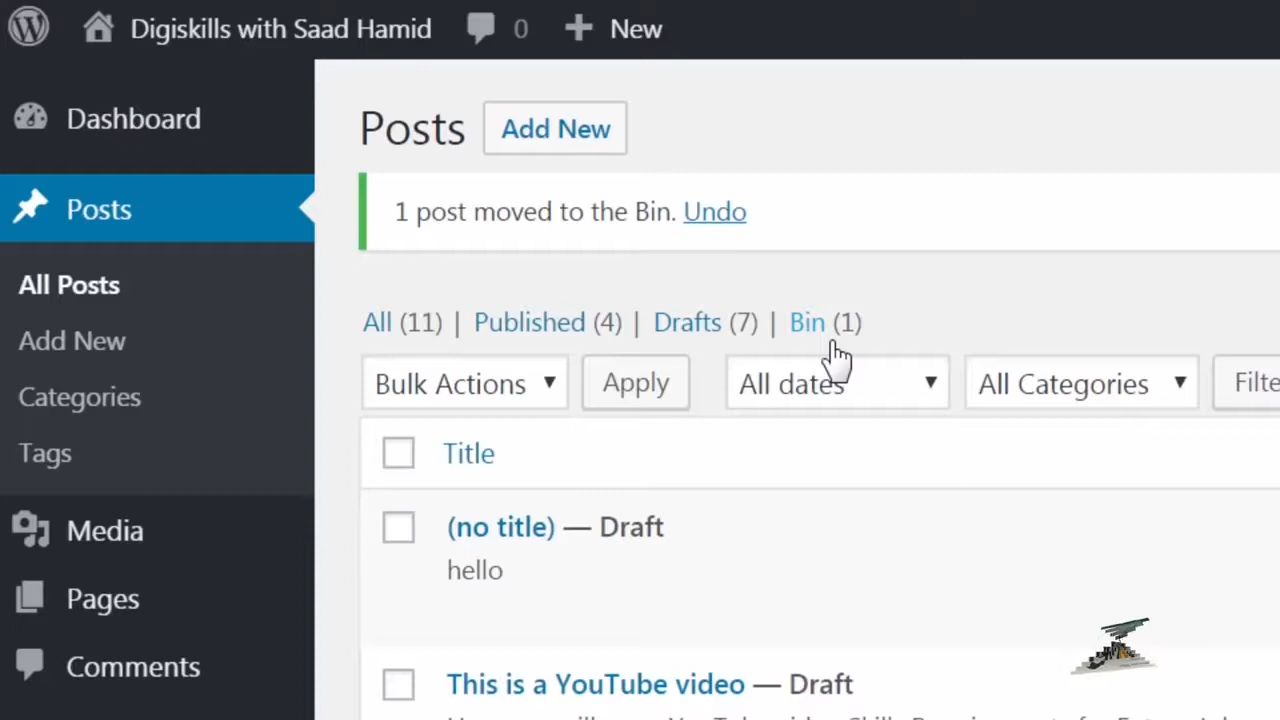 Digiskills with Saad Hamid 0 New
Dashboard
Posts
All Posts
Add New
Categories
Tags
Media
Pages
Comments
Posts Add New
1 post moved to the Bin. Undo
All (11) | Published (4) | Drafts (7) | Bin (1)
Bulk Actions Apply All dates All Categories Filte
Title
(no title) — Draft
hello
This is a YouTube video — Draft